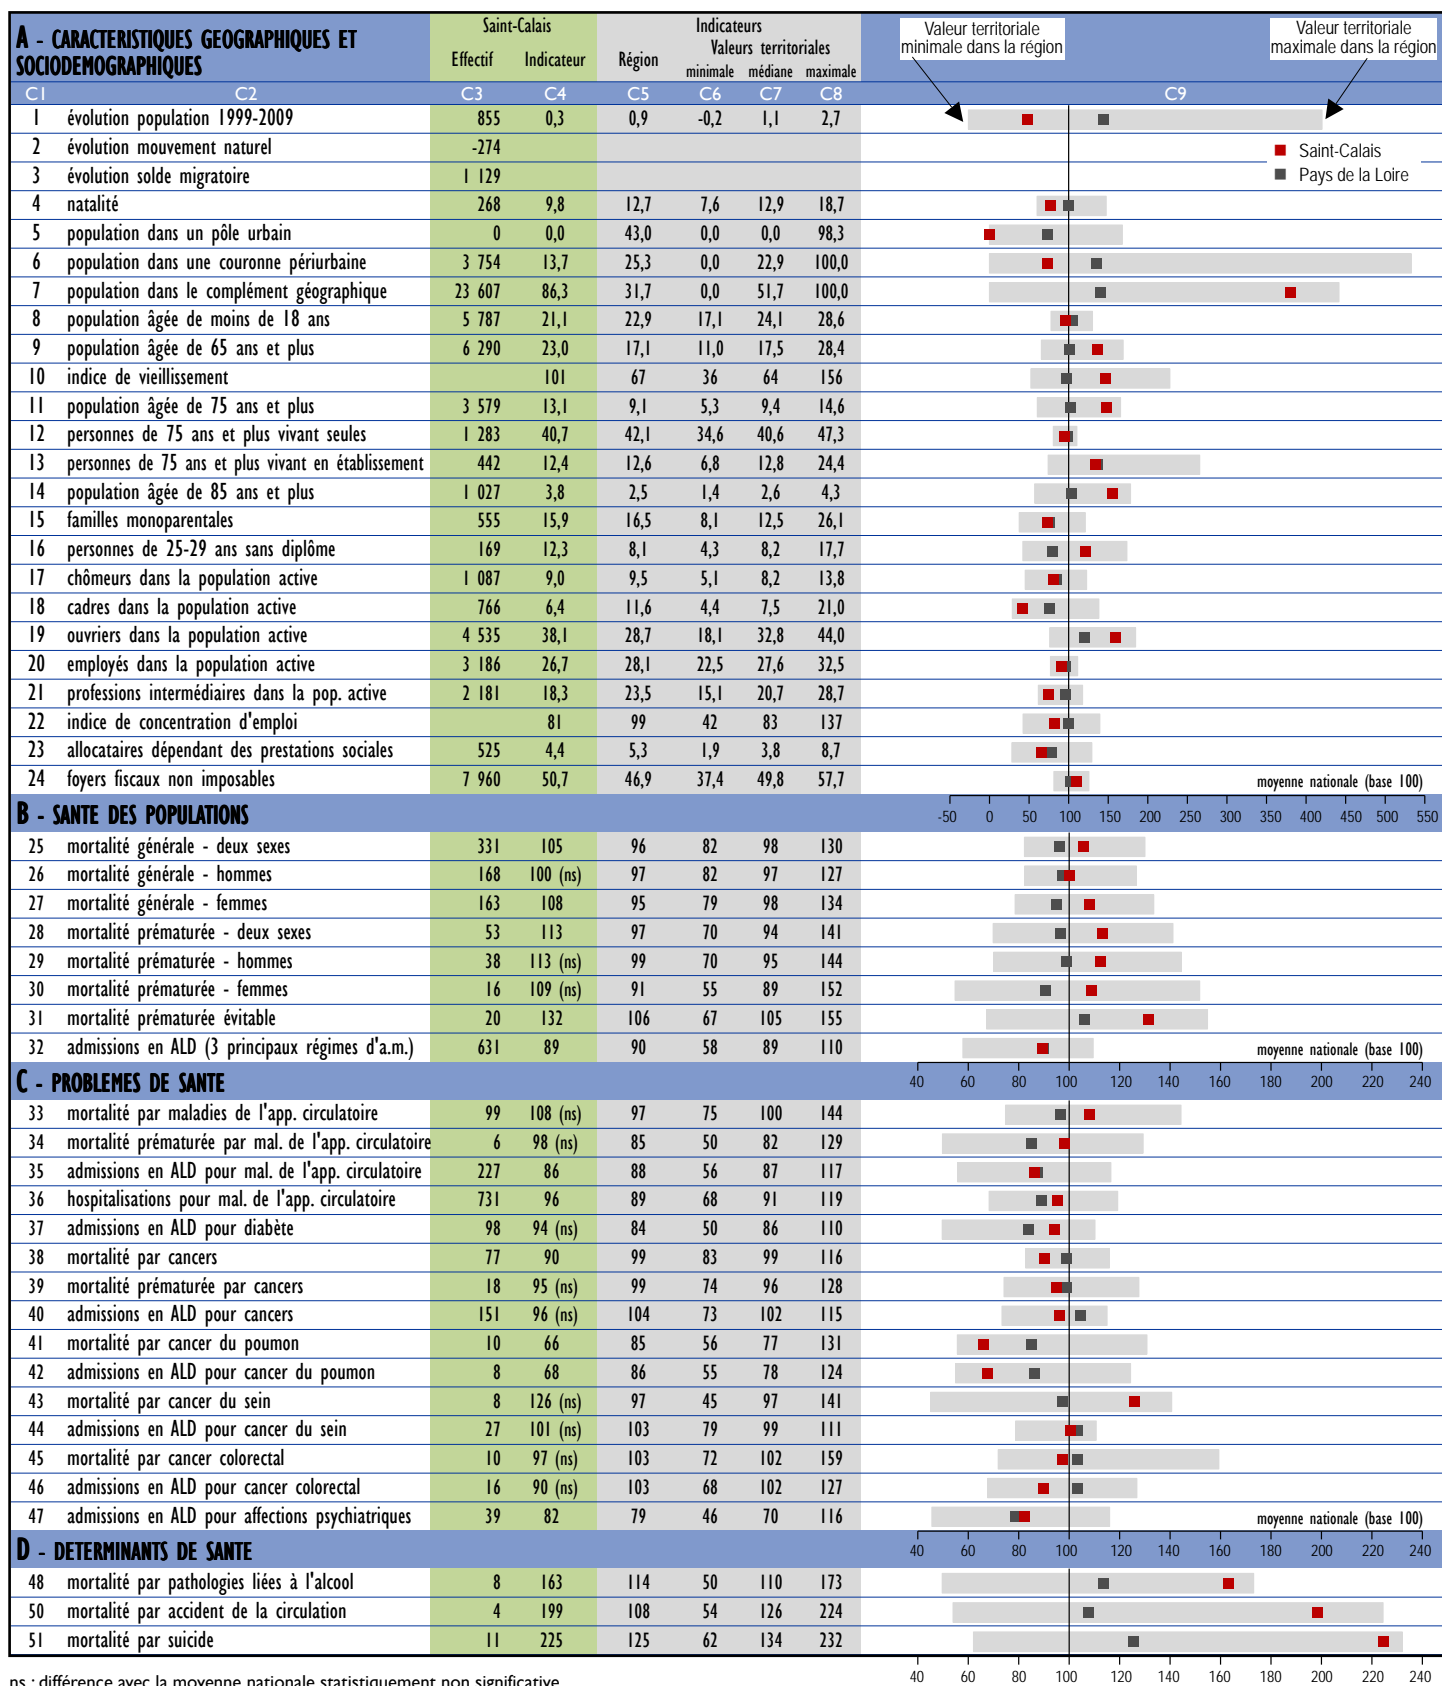 A - CARACTERISTIQUES GEOGRAPHIQUES ET SOCIODEMOGRAPHIQUES
Saint-Calais
Effectif Indicateur
Indicateurs
Région
Valeurs territoriales
minimale médiane maximale
Valeur territoriale minimale dans la région
Valeur territoriale maximale dans la région
C1 C2 C3 C4 C5 C6 C7 C8 C9
1 évolution population 1999-2009 855 0,3 0,9 -0,2 1,1 2,7
2 évolution mouvement naturel -274
Saint-Calais
3 évolution solde migratoire 1 129
Pays de la Loire
4 natalité 268 9,8 12,7 7,6 12,9 18,7
5 population dans un pôle urbain 0 0,0 43,0 0,0 0,0 98,3
6 population dans une couronne périurbaine 3 754 13,7 25,3 0,0 22,9 100,0
7 population dans le complément géographique 23 607 86,3 31,7 0,0 51,7 100,0
8 population âgée de moins de 18 ans 5 787 21,1 22,9 17,1 24,1 28,6
9 population âgée de 65 ans et plus 6 290 23,0 17,1 11,0 17,5 28,4
10 indice de vieillissement 101 67 36 64 156
11 population âgée de 75 ans et plus 3 579 13,1 9,1 5,3 9,4 14,6
12 personnes de 75 ans et plus vivant seules 1 283 40,7 42,1 34,6 40,6 47,3
13 personnes de 75 ans et plus vivant en établissement 442 12,4 12,6 6,8 12,8 24,4
14 population âgée de 85 ans et plus 1 027 3,8 2,5 1,4 2,6 4,3
15 familles monoparentales 555 15,9 16,5 8,1 12,5 26,1
16 personnes de 25-29 ans sans diplôme 169 12,3 8,1 4,3 8,2 17,7
17 chômeurs dans la population active 1 087 9,0 9,5 5,1 8,2 13,8
18 cadres dans la population active 766 6,4 11,6 4,4 7,5 21,0
19 ouvriers dans la population active 4 535 38,1 28,7 18,1 32,8 44,0
20 employés dans la population active 3 186 26,7 28,1 22,5 27,6 32,5
21 professions intermédiaires dans la pop. active 2 181 18,3 23,5 15,1 20,7 28,7
22 indice de concentration d'emploi 81 99 42 83 137
23 allocataires dépendant des prestations sociales 525 4,4 5,3 1,9 3,8 8,7
24 foyers fiscaux non imposables 7 960 50,7 46,9 37,4 49,8 57,7 moyenne nationale (base 100)
B - SANTE DES POPULATIONS -50 0 50 100 150 200 250 300 350 400 450 500 550
25 mortalité générale - deux sexes 331 105 96 82 98 130
26 mortalité générale - hommes 168 100 (ns) 97 82 97 127
27 mortalité générale - femmes 163 108 95 79 98 134
28 mortalité prématurée - deux sexes 53 113 97 70 94 141
29 mortalité prématurée - hommes 38 113 (ns) 99 70 95 144
30 mortalité prématurée - femmes 16 109 (ns) 91 55 89 152
31 mortalité prématurée évitable 20 132 106 67 105 155
32 admissions en ALD (3 principaux régimes d'a.m.) 631 89 90 58 89 110 moyenne nationale (base 100)
C - PROBLEMES DE SANTE 40 60 80 100 120 140 160 180 200 220 240
33 mortalité par maladies de l'app. circulatoire 99 108 (ns) 97 75 100 144
34 mortalité prématurée par mal. de l'app. circulatoire 6 98 (ns) 85 50 82 129
35 admissions en ALD pour mal. de l'app. circulatoire 227 86 88 56 87 117
36 hospitalisations pour mal. de l'app. circulatoire 731 96 89 68 91 119
37 admissions en ALD pour diabète 98 94 (ns) 84 50 86 110
38 mortalité par cancers 77 90 99 83 99 116
39 mortalité prématurée par cancers 18 95 (ns) 99 74 96 128
40 admissions en ALD pour cancers 151 96 (ns) 104 73 102 115
41 mortalité par cancer du poumon 10 66 85 56 77 131
42 admissions en ALD pour cancer du poumon 8 68 86 55 78 124
43 mortalité par cancer du sein 8 126 (ns) 97 45 97 141
44 admissions en ALD pour cancer du sein 27 101 (ns) 103 79 99 111
45 mortalité par cancer colorectal 10 97 (ns) 103 72 102 159
46 admissions en ALD pour cancer colorectal 16 90 (ns) 103 68 102 127
47 admissions en ALD pour affections psychiatriques 39 82 79 46 70 116 moyenne nationale (base 100)
D - DETERMINANTS DE SANTE 40 60 80 100 120 140 160 180 200 220 240
48 mortalité par pathologies liées à l'alcool 8 163 114 50 110 173
50 mortalité par accident de la circulation 4 199 108 54 126 224
51 mortalité par suicide 11 225 125 62 134 232
40 60 80 100 120 140 160 180 200 220 240
ns : différence avec la moyenne nationale statistiquement non significative